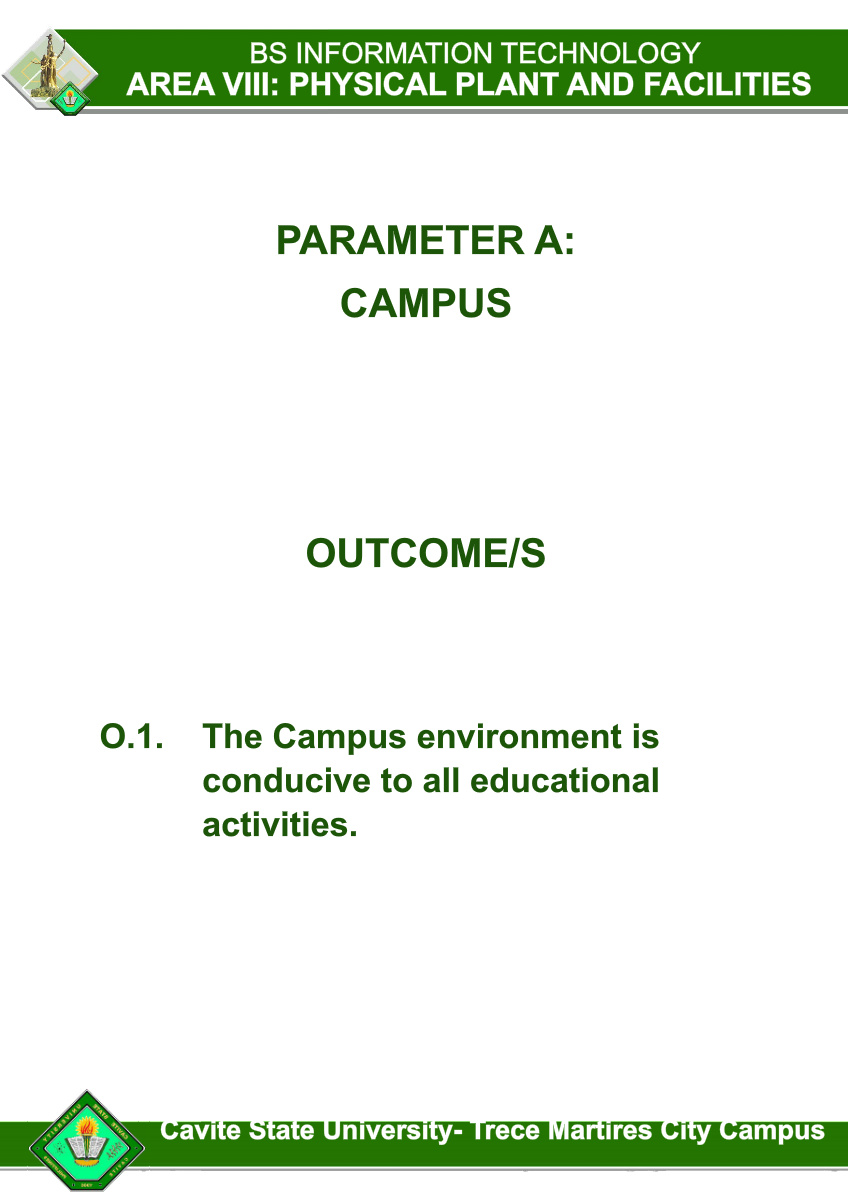 BS INFORMATION TECHNOLOGY
AREA VIII: PHYSICAL PLANT AND FACILITIES
PARAMETER A:
CAMPUS
OUTCOME/S
O.1. The Campus environment is
conducive to all educational
activities.
Cavite State University- Trece Martires City Campus